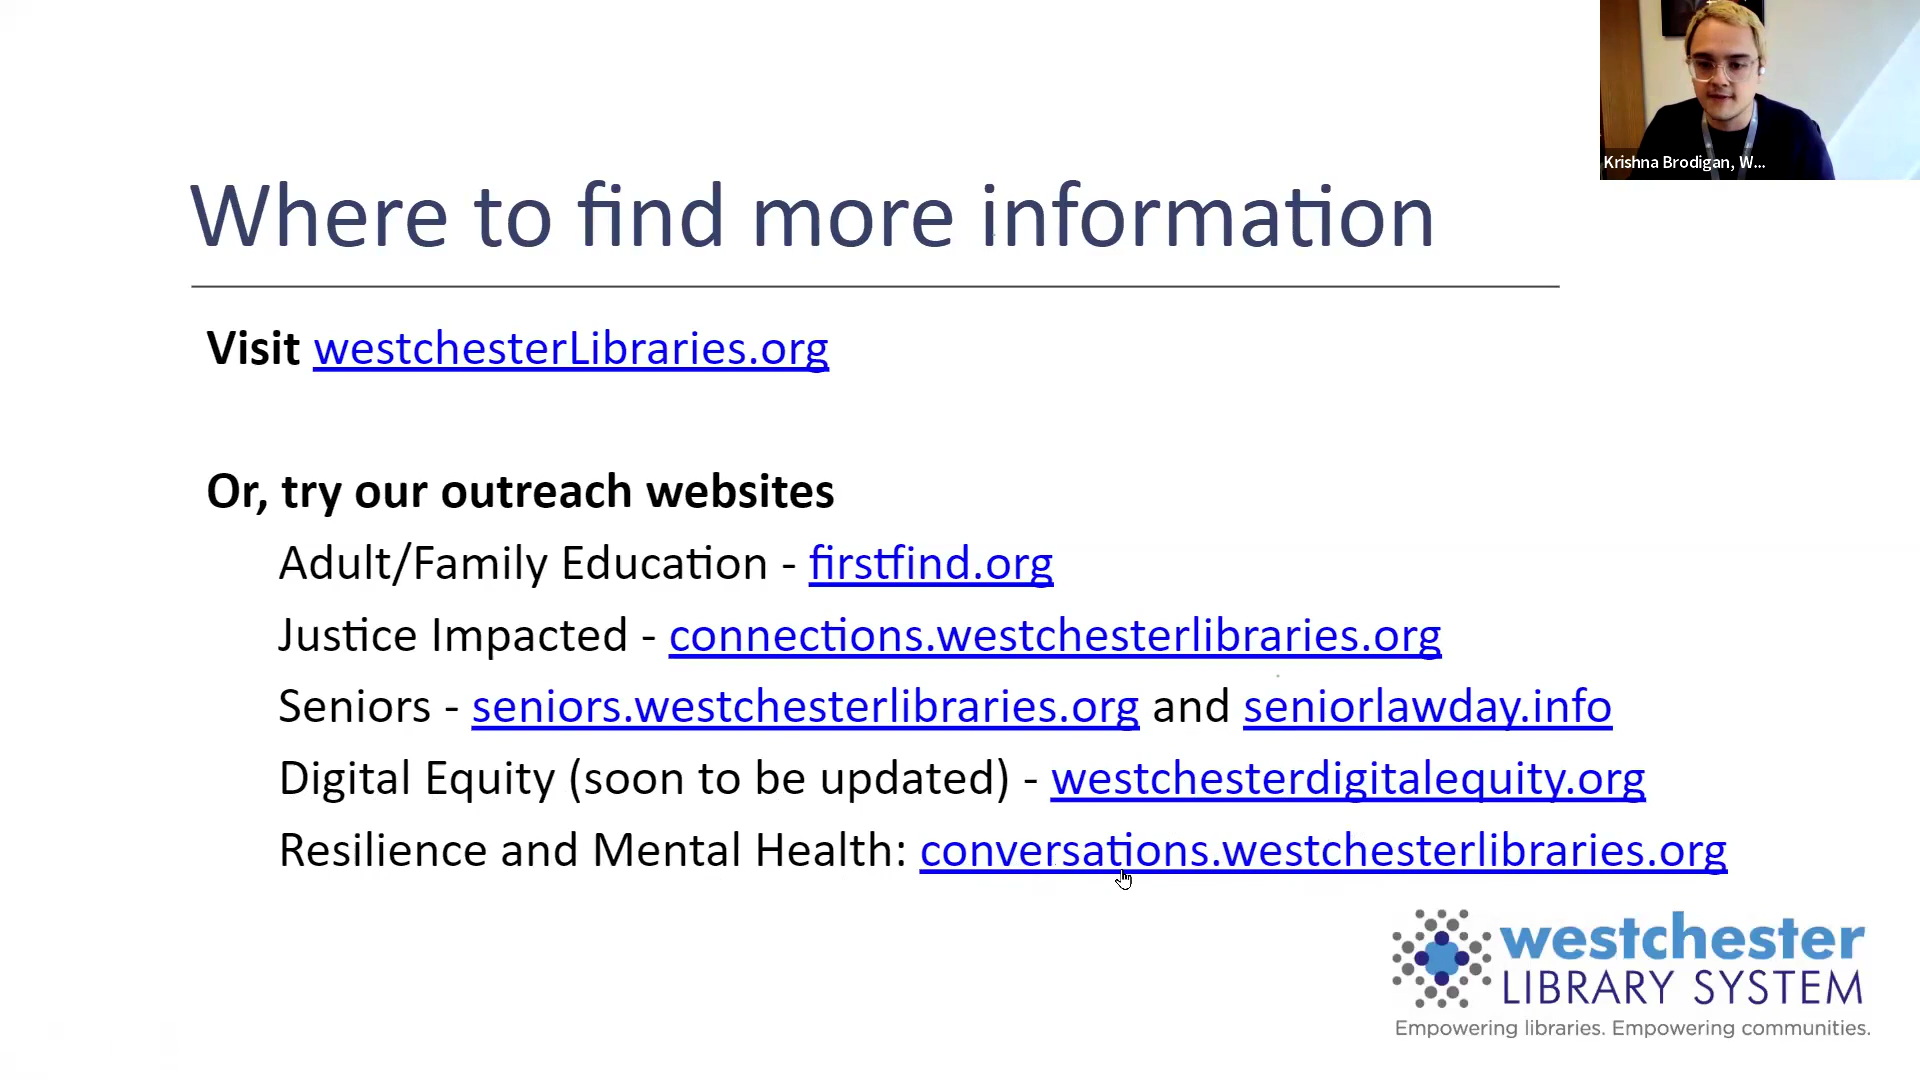 Krishna Brodigan, W...
Where to find more information
Visit westchesterLibraries.org
Or, try our outreach websites
Adult/Family Education - firstfind.org
Justice Impacted - connections.westchesterlibraries.org
Seniors - seniors.westchesterlibraries.org and seniorlawday.info
Digital Equity (soon to be updated) - westchesterdigitalequity.org
Resilience and Mental Health: conversations.westchesterlibraries.org
westchester
LIBRARY SYSTEM
Empowering libraries. Empowering communities.